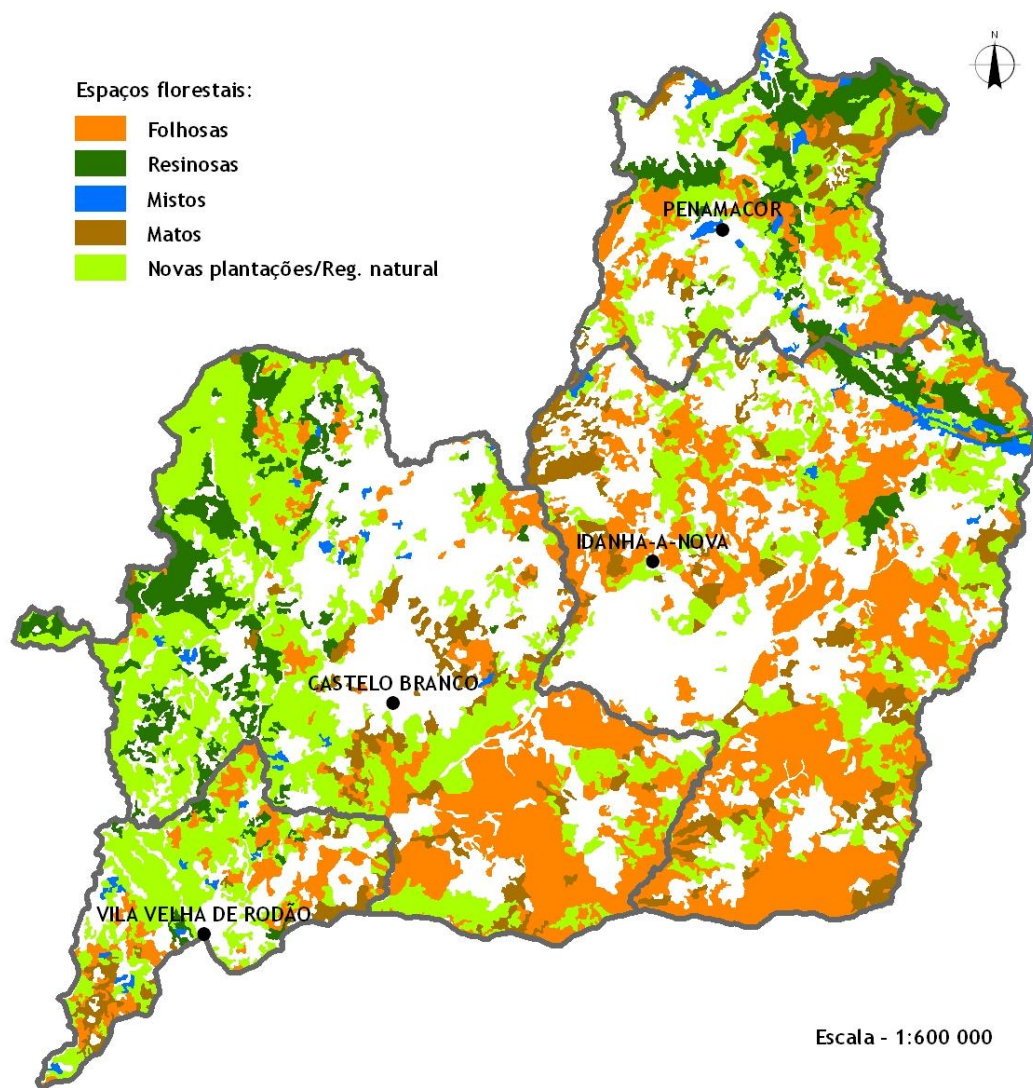 N
Espaços florestais:
Folhosas
Resinosas
Mistos
Matos
Novas plantações/Reg. natural
PENAMACOR
IDANHA-A-NOVA
CASTELO BRANCO
VILA VELHA DE RODÃO
Escala - 1:600 000